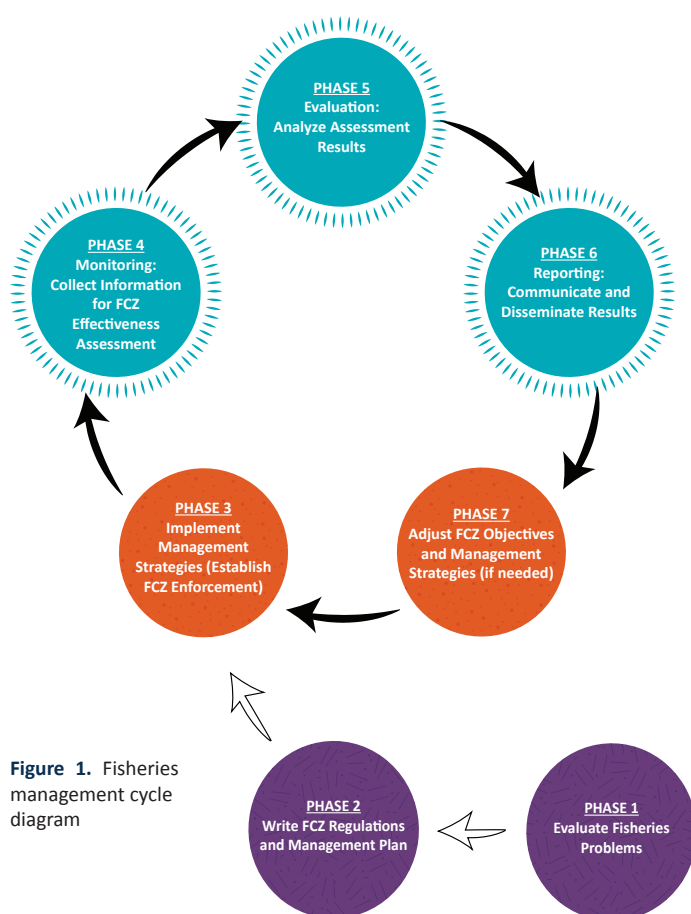 PHASE 5
Evaluation:
Analyze Assessment
Results
PHASE 4
Monitoring:
Collect Information
for FCZ
Effectiveness
Assessment
PHASE 6
Reporting:
Communicate and
Disseminate Results
PHASE 3
Implement
Management
Strategies (Establish
FCZ Enforcement)
PHASE 7
Adjust FCZ Objectives
and Management
Strategies (if needed)
Figure 1. Fisheries
management cycle
diagram
PHASE 2
Write FCZ Regulations
and Management Plan
PHASE 1
Evaluate Fisheries
Problems